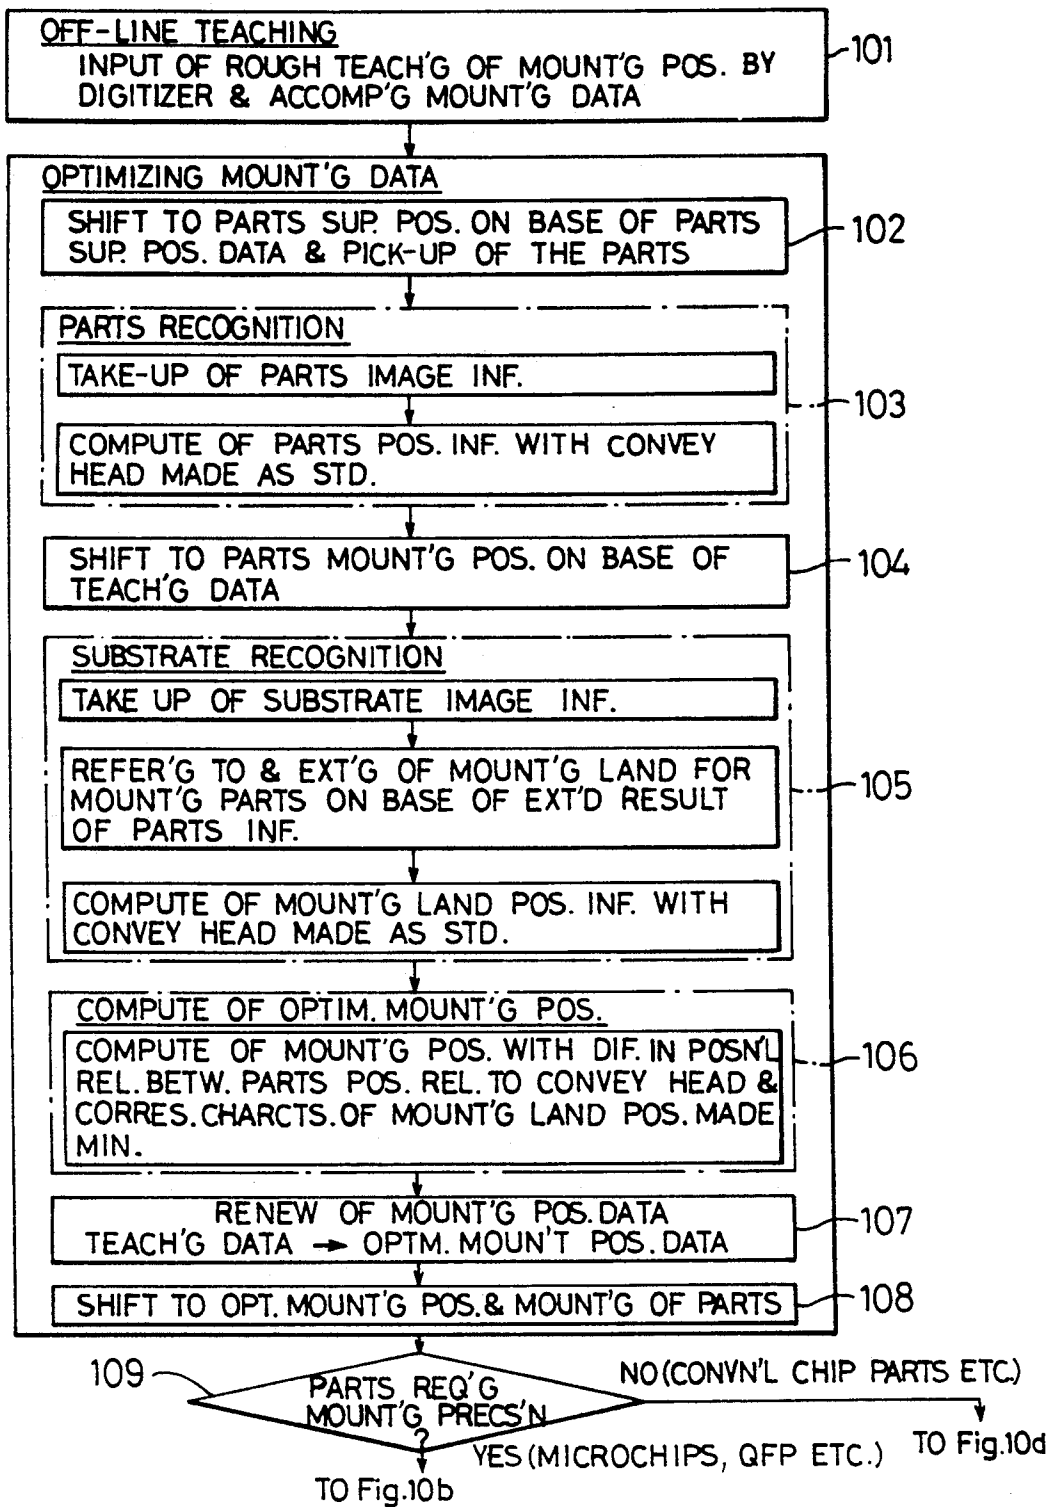 OFF-LINE TEACHING
INPUT OF ROUGH TEACH'G OF MOUNT'G POS. BY
DIGITIZER & ACCOMP'G MOUNT'G DATA
101
OPTIMIZING MOUNT'G DATA
SHIFT TO PARTS SUP. POS. ON BASE OF PARTS
SUP. POS. DATA & PICK-UP OF THE PARTS
102
PARTS RECOGNITION
TAKE-UP OF PARTS IMAGE INF.
103
COMPUTE OF PARTS POS. INF. WITH CONVEY
HEAD MADE AS STD.
SHIFT TO PARTS MOUNT'G POS. ON BASE OF
TEACH'G DATA
104
SUBSTRATE RECOGNITION
TAKE UP OF SUBSTRATE IMAGE INF.
REFER'G TO & EXT'G OF MOUNT'G LAND FOR
MOUNT'G PARTS ON BASE OF EXT'D RESULT
OF PARTS INF.
105
COMPUTE OF MOUNT'G LAND POS. INF. WITH
CONVEY HEAD MADE AS STD.
COMPUTE OF OPTIM. MOUNT'G POS.
COMPUTE OF MOUNT'G POS. WITH DIF. IN POSN'L
REL. BETW. PARTS POS. REL. TO CONVEY HEAD &
CORRES. CHARCTS. OF MOUNT'G LAND POS. MADE
MIN.
106
RENEW OF MOUNT'G POS. DATA
TEACH'G DATA → OPTM. MOUN'T POS. DATA
107
SHIFT TO OPT. MOUNT'G POS. & MOUNT'G OF PARTS
108
109
PARTS REQ'G
MOUNT'G PRECS'N
?
NO (CONVN'L CHIP PARTS ETC.)
TO Fig.10d
YES (MICROCHIPS, QFP ETC.)
TO Fig.10b